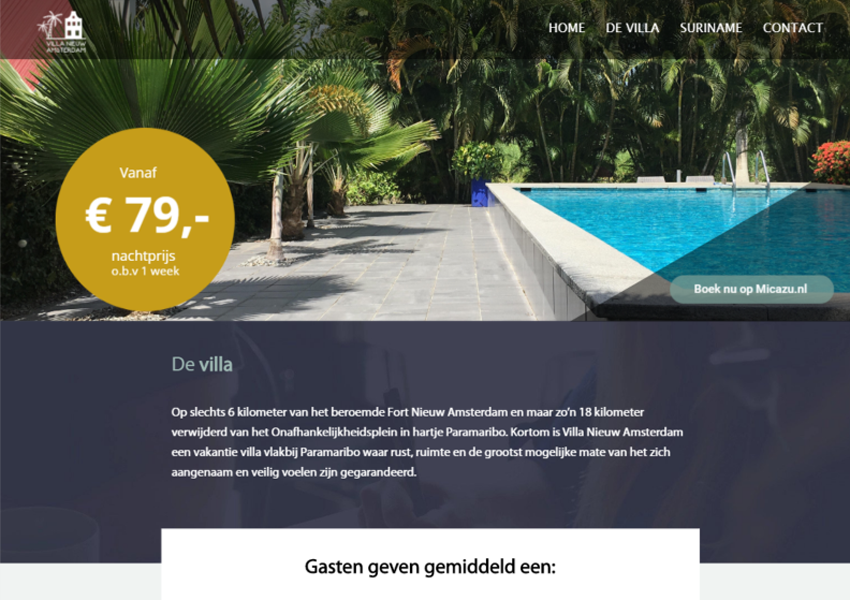 VILLA NIEUW
AMSTERDAM
HOME DE VILLA SURINAME CONTACT
Vanaf
€ 79,-
nachtprijs
o.b.v 1 week
Boek nu op Micazu.nl
De villa
Op slechts 6 kilometer van het beroemde Fort Nieuw Amsterdam en maar zo’n 18 kilometer
verwijderd van het Onafhankelijkheidsplein in hartje Paramaribo. Kortom is Villa Nieuw Amsterdam
een vakantie villa vlakbij Paramaribo waar rust, ruimte en de grootst mogelijke mate van het zich
aangenaam en veilig voelen zijn gegarandeerd.
Gasten geven gemiddeld een: